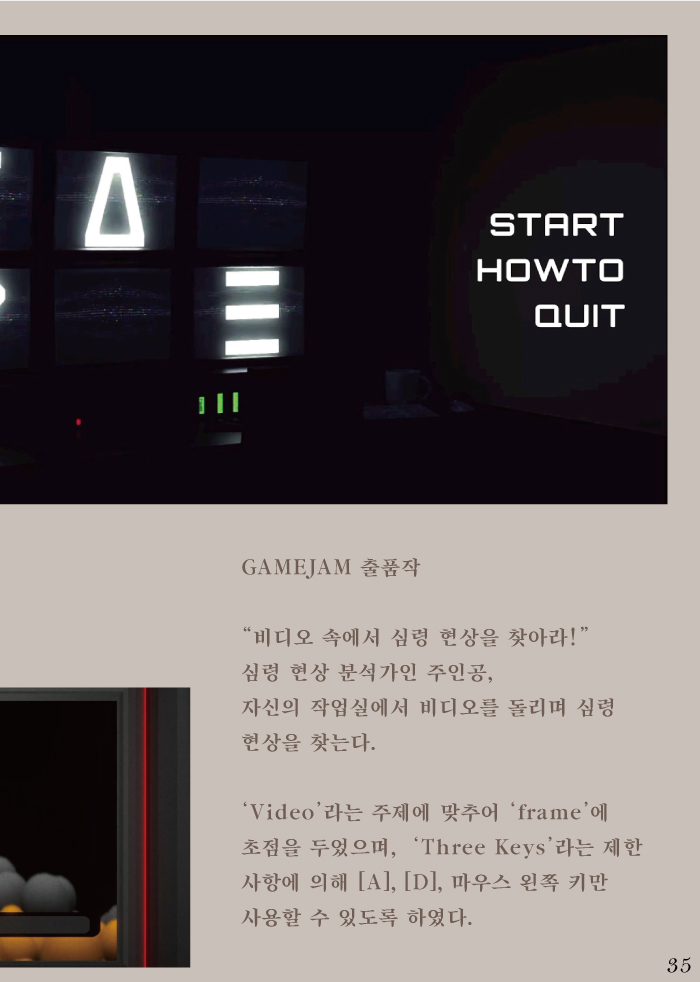 START
HOWTO
QUIT
GAMEJAM 출품작
“비디오 속에서 심령 현상을 찾아라!”
심령 현상 분석가인 주인공,
자신의 작업실에서 비디오를 돌리며 심령
현상을 찾는다.
‘Video’라는 주제에 맞추어 ‘frame’에
초점을 두었으며, ‘Three Keys’라는 제한
사항에 의해 [A], [D], 마우스 왼쪽 키만
사용할 수 있도록 하였다.
35